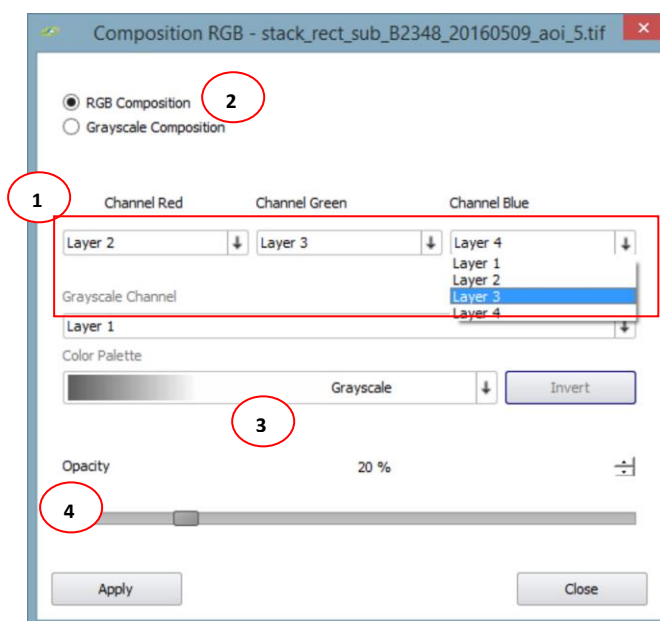 Composition RGB - stack_rect_sub_B2348_20160509_aoi_5.tif ×
RGB Composition 2
Grayscale Composition
1 Channel Red Channel Green Channel Blue
Layer 2 Layer 3 Layer 4
Layer 1
Layer 2
Grayscale Channel Layer 3
Layer 4
Layer 1
Color Palette
Grayscale Invert
3
Opacity 20 %
4
Apply Close